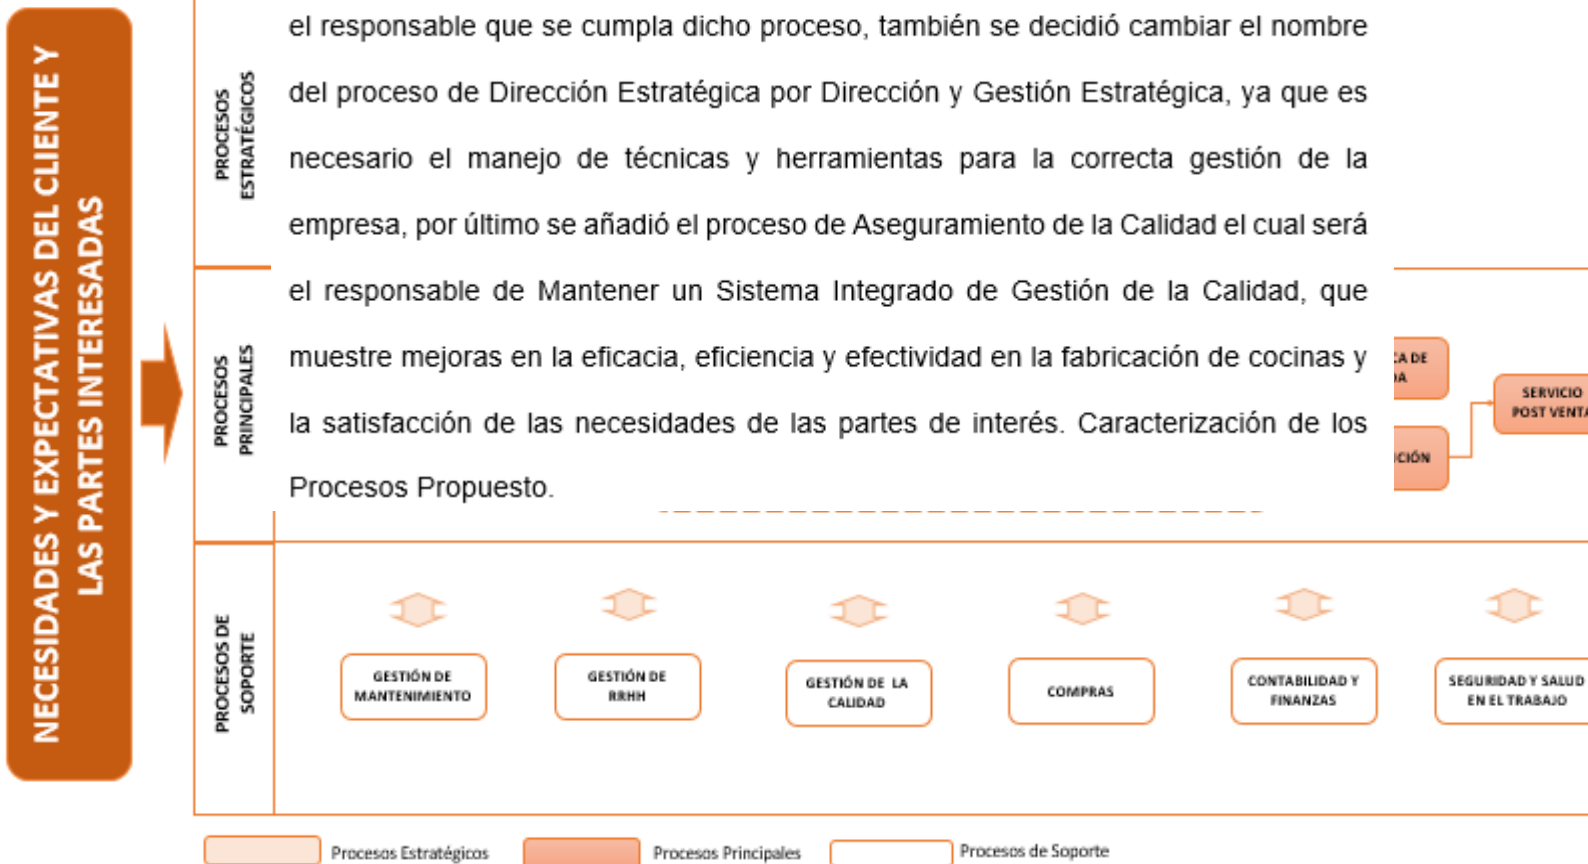 NECESIDADES Y EXPECTATIVAS DEL CLIENTE Y
LAS PARTES INTERESADAS
PROCESOS
ESTRATÉGICOS
el responsable que se cumpla dicho proceso, también se decidió cambiar el nombre
del proceso de Dirección Estratégica por Dirección y Gestión Estratégica, ya que es
necesario el manejo de técnicas y herramientas para la correcta gestión de la
empresa, por último se añadió el proceso de Aseguramiento de la Calidad el cual será
el responsable de Mantener un Sistema Integrado de Gestión de la Calidad, que
muestre mejoras en la eficacia, eficiencia y efectividad en la fabricación de cocinas y
la satisfacción de las necesidades de las partes de interés. Caracterización de los
Procesos Propuesto.
PROCESOS
PRINCIPALES
DE
SERVICIO
POST VENTA
CIÓN
PROCESOS DE
SOPORTE
GESTIÓN DE
MANTENIMIENTO
GESTIÓN DE
RRHH
GESTIÓN DE LA
CALIDAD
COMPRAS
CONTABILIDAD Y
FINANZAS
SEGURIDAD Y SALUD
EN EL TRABAJO
Procesos Estratégicos
Procesos Principales
Procesos de Soporte